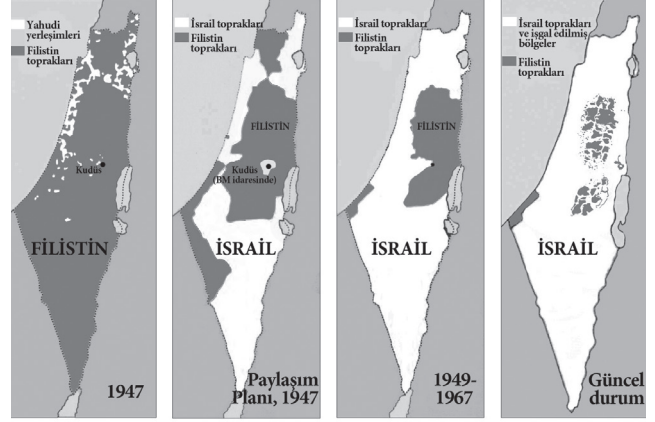 Yahudi
yerleşimleri
Filistin
toprakları
Kudüs
FİLİSTİN
1947
İsrail toprakları
Filistin
toprakları
FİLİSTİN
Kudüs
(BM idaresinde)
İSRAİL
Paylaşım
Planı, 1947
İsrail toprakları
Filistin
toprakları
FİLİSTİN
İSRAİL
1949-
1967
İsrail toprakları
ve işgal edilmiş
bölgeler
Filistin
toprakları
İSRAİL
Güncel
durum